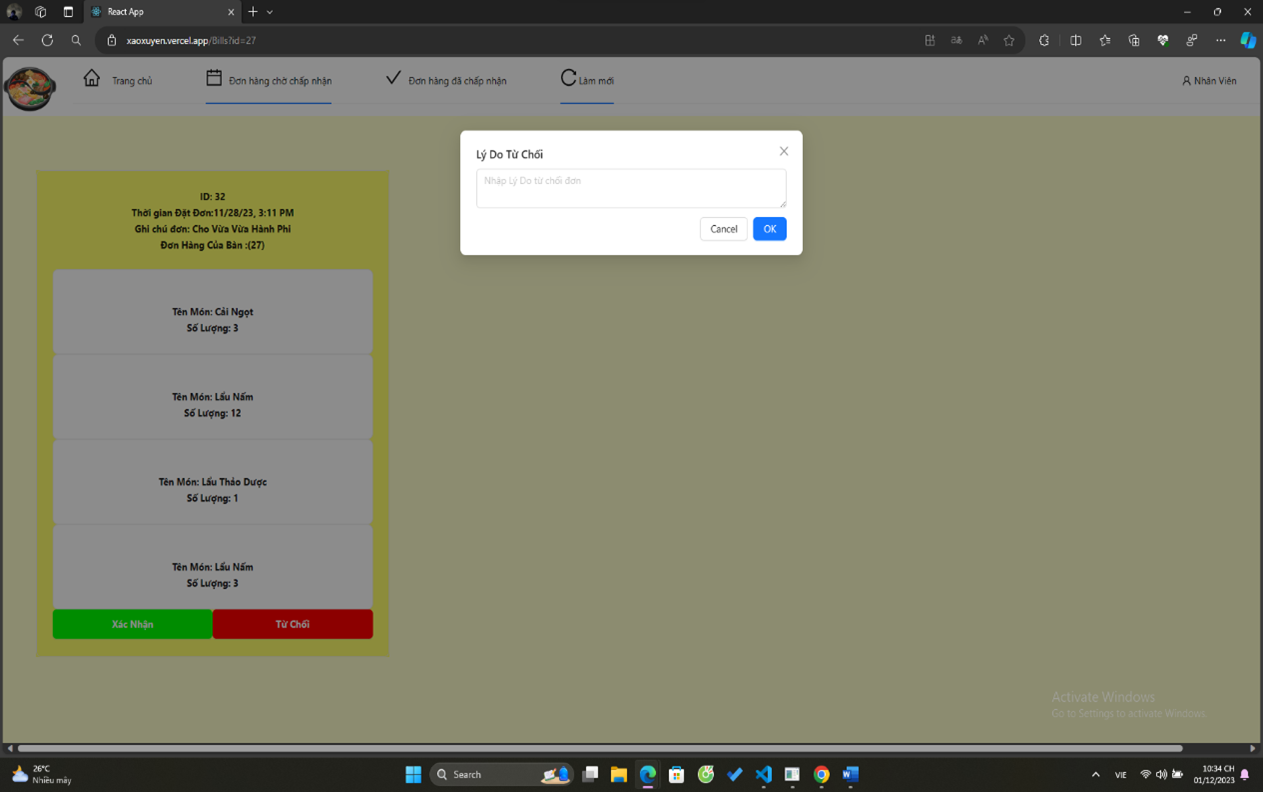 React App
xaoxuyen.vercel.app/Bills?id=27
Trang chủ
Đơn hàng chờ chấp nhận
Đơn hàng đã chấp nhận
Làm mới
Nhân Viên
Lý Do Từ Chối
Nhập Lý Do từ chối đơn
Cancel
OK
ID: 32
Thời gian Đặt Đơn:11/28/23, 3:11 PM
Ghi chú đơn: Cho Vừa Vừa Hành Phi
Đơn Hàng Của Bàn :(27)
Tên Món: Cải Ngọt
Số Lượng: 3
Tên Món: Lẩu Nấm
Số Lượng: 12
Tên Món: Lẩu Thảo Dược
Số Lượng: 1
Tên Món: Lẩu Nấm
Số Lượng: 3
Xác Nhận
Từ Chối
Activate Windows
Go to Settings to activate Windows.
26°C
Nhiều mây
Search
VIE
10:34 CH
01/12/2023